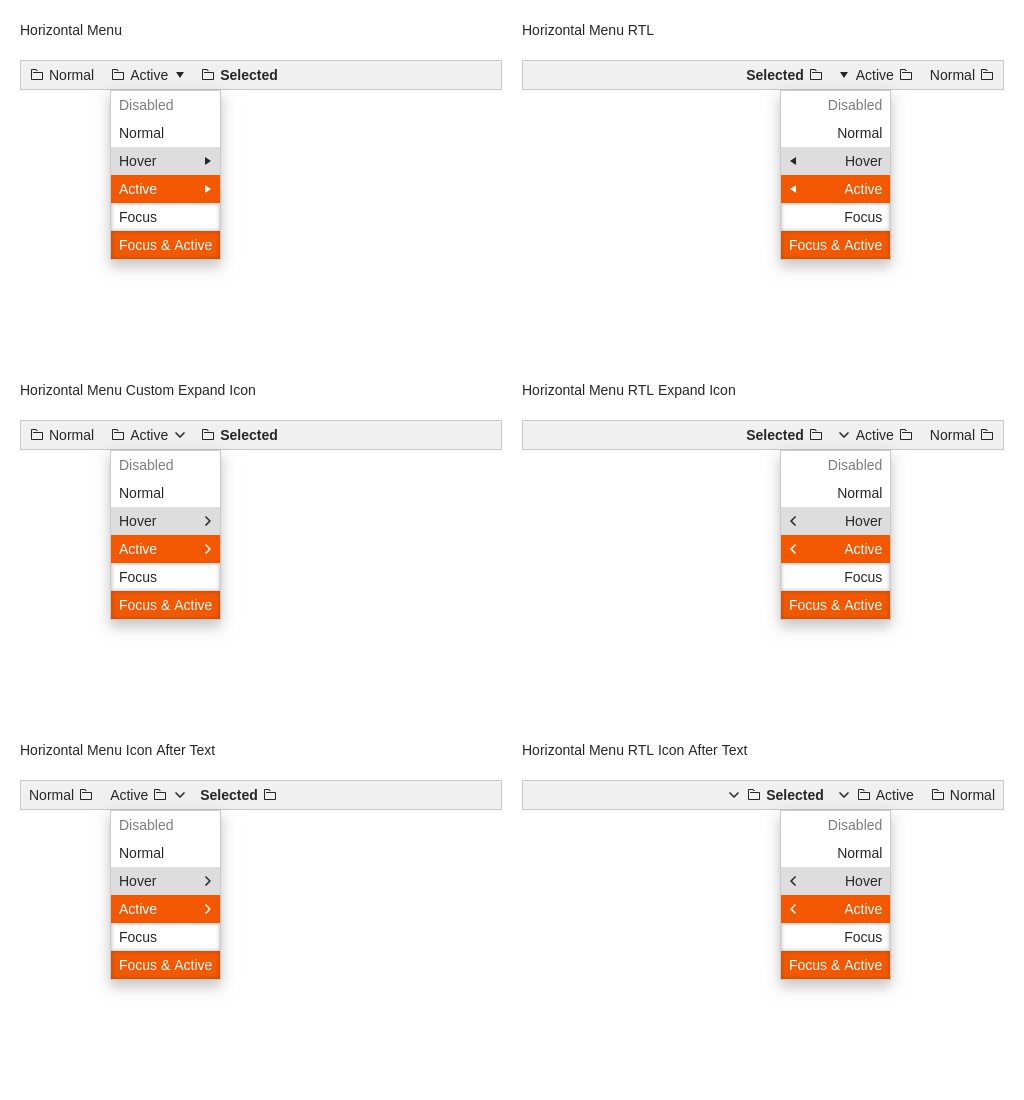 Horizontal Menu
Normal Active Selected
Disabled
Normal
Hover
Active
Focus
Focus & Active
Horizontal Menu RTL
Selected Active Normal
Disabled
Normal
Hover
Active
Focus
Focus & Active
Horizontal Menu Custom Expand Icon
Normal Active Selected
Disabled
Normal
Hover
Active
Focus
Focus & Active
Horizontal Menu RTL Expand Icon
Selected Active Normal
Disabled
Normal
Hover
Active
Focus
Focus & Active
Horizontal Menu Icon After Text
Normal Active Selected
Disabled
Normal
Hover
Active
Focus
Focus & Active
Horizontal Menu RTL Icon After Text
Selected Active Normal
Disabled
Normal
Hover
Active
Focus
Focus & Active